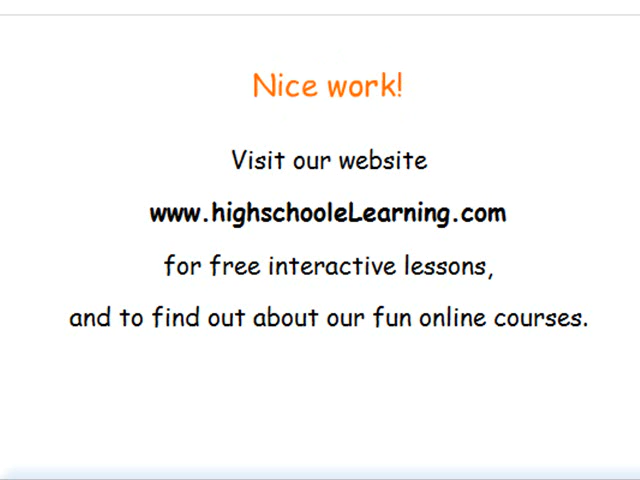 Nice work!
Visit our website
www.highschooleLearning.com
for free interactive lessons,
and to find out about our fun online courses.